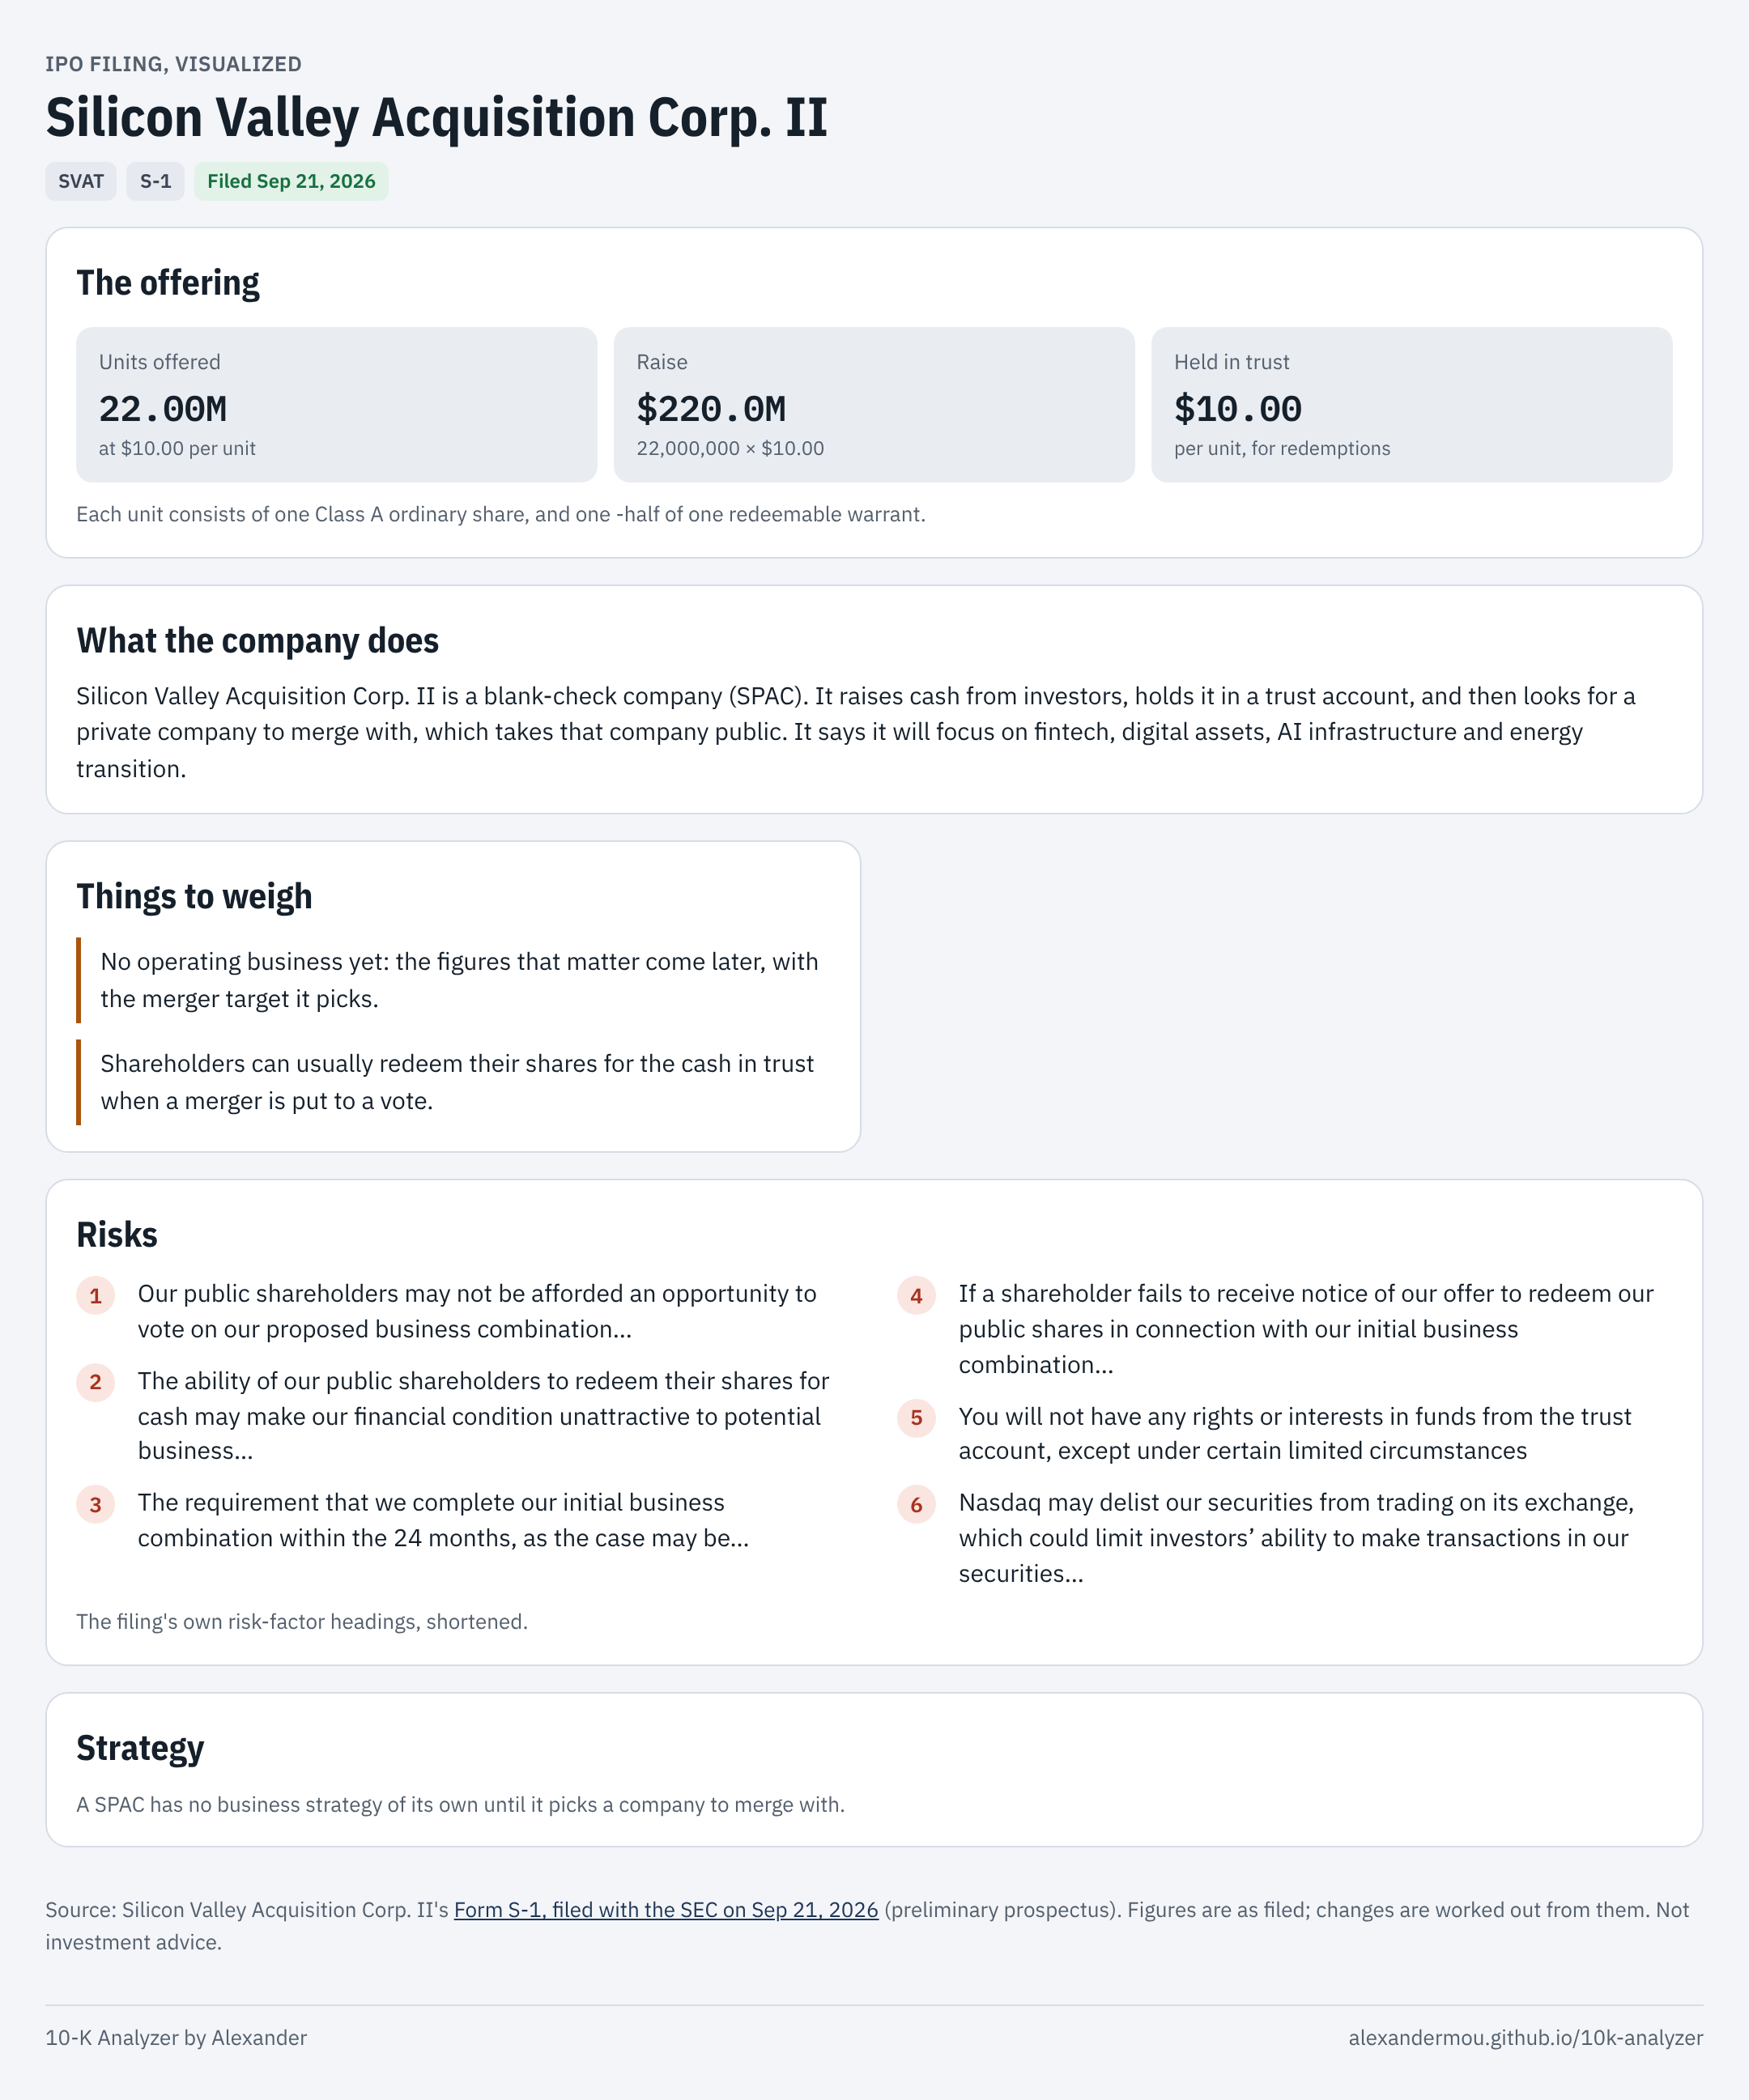 IPO FILING, VISUALIZED
Silicon Valley Acquisition Corp. II
SVAT
S-1
Filed Sep 21, 2026
The offering
Units offered
22.00M
at $10.00 per unit
Raise
$220.0M
22,000,000 × $10.00
Held in trust
$10.00
per unit, for redemptions
Each unit consists of one Class A ordinary share, and one -half of one redeemable warrant.
What the company does
Silicon Valley Acquisition Corp. II is a blank-check company (SPAC). It raises cash from investors, holds it in a trust account, and then looks for a
private company to merge with, which takes that company public. It says it will focus on fintech, digital assets, AI infrastructure and energy
transition.
Things to weigh
No operating business yet: the figures that matter come later, with
the merger target it picks.
Shareholders can usually redeem their shares for the cash in trust
when a merger is put to a vote.
Risks
1
Our public shareholders may not be afforded an opportunity to
vote on our proposed business combination…
2
The ability of our public shareholders to redeem their shares for
cash may make our financial condition unattractive to potential
business…
3
The requirement that we complete our initial business
combination within the 24 months, as the case may be…
4
If a shareholder fails to receive notice of our offer to redeem our
public shares in connection with our initial business
combination…
5
You will not have any rights or interests in funds from the trust
account, except under certain limited circumstances
6
Nasdaq may delist our securities from trading on its exchange,
which could limit investors’ ability to make transactions in our
securities…
The filing's own risk-factor headings, shortened.
Strategy
A SPAC has no business strategy of its own until it picks a company to merge with.
Source: Silicon Valley Acquisition Corp. II's Form S-1, filed with the SEC on Sep 21, 2026 (preliminary prospectus). Figures are as filed; changes are worked out from them. Not
investment advice.
10-K Analyzer by Alexander
alexandermou.github.io/10k-analyzer